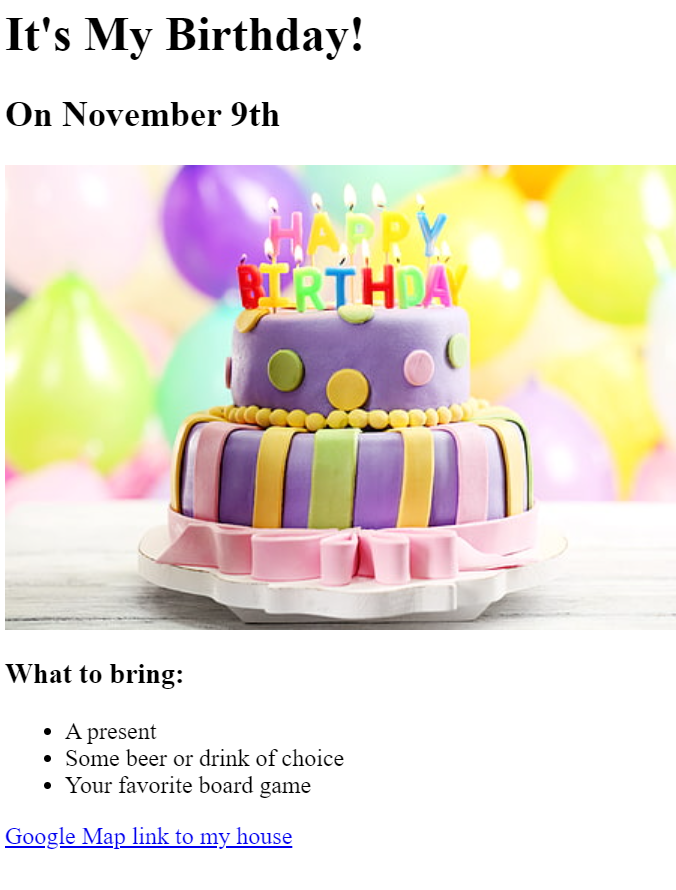 It's My Birthday!
On November 9th
HAPPY
BIRTHDAY
What to bring:
A present
Some beer or drink of choice
Your favorite board game
Google Map link to my house